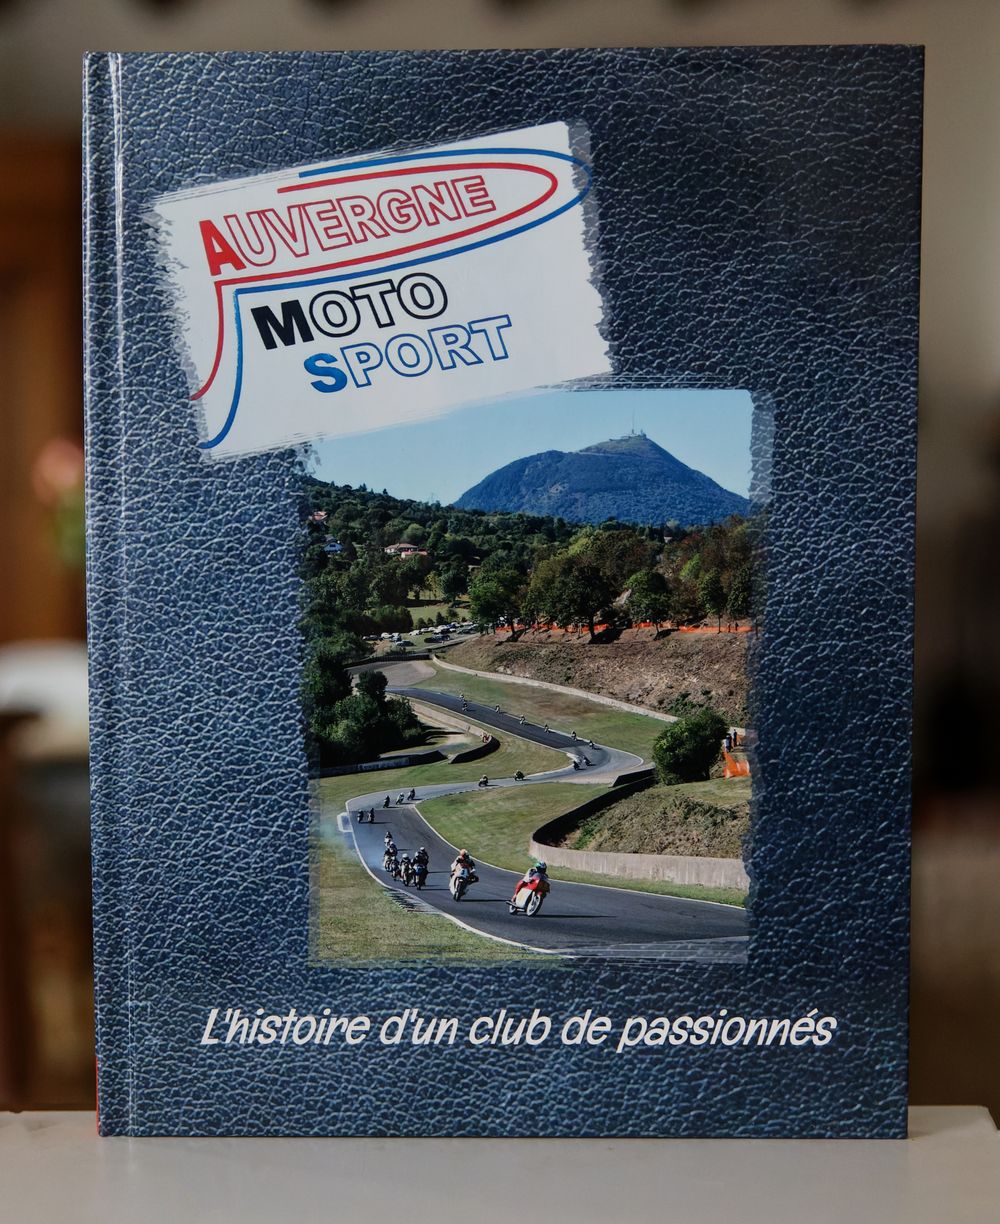 AUVERGNE
MOTO
SPORT
L'histoire d'un club de passionnés